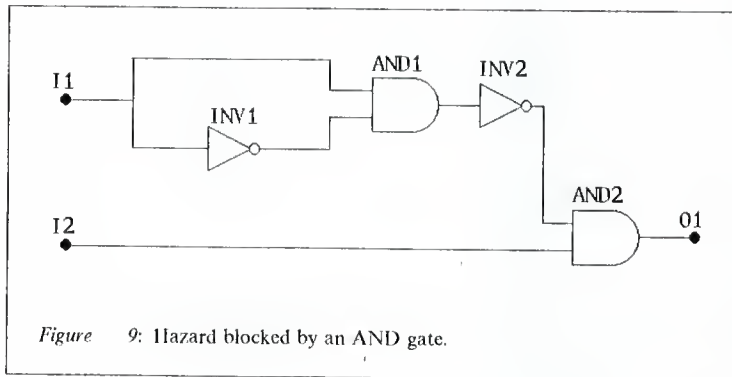 AND1
INV2
I1
INV1
AND2
I2
O1
Figure 9: Hazard blocked by an AND gate.